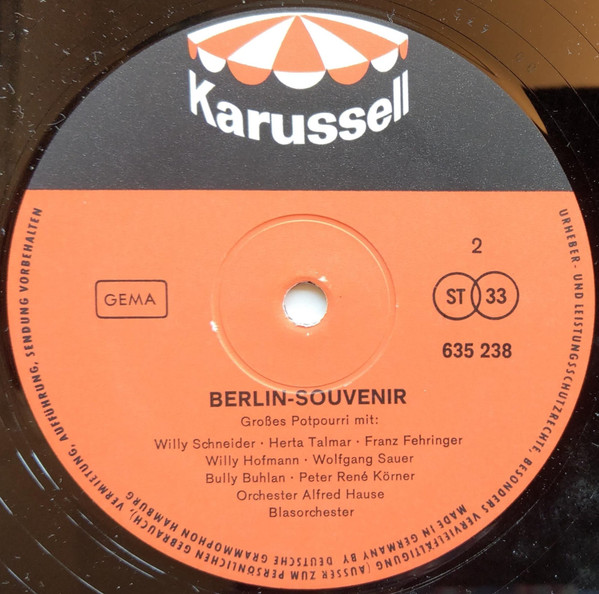 Karussell
2
GEMA
ST 33
635 238
BERLIN-SOUVENIR
Großes Potpourri mit:
Willy Schneider · Herta Talmar · Franz Fehringer
Willy Hofmann · Wolfgang Sauer
Bully Buhlan · Peter René Körner
Orchester Alfred Hause
Blasorchester
URHEBER- UND LEISTUNGSSCHUTZRECHTE, BESONDERS VERVIELFÄLTIGUNG (AUSSER ZUM PERSÖNLICHEN GEBRAUCH), VERMIETUNG, AUFFÜHRUNG, SENDUNG VORBEHALTEN
MADE IN GERMANY BY DEUTSCHE GRAMMOPHON HAMBURG